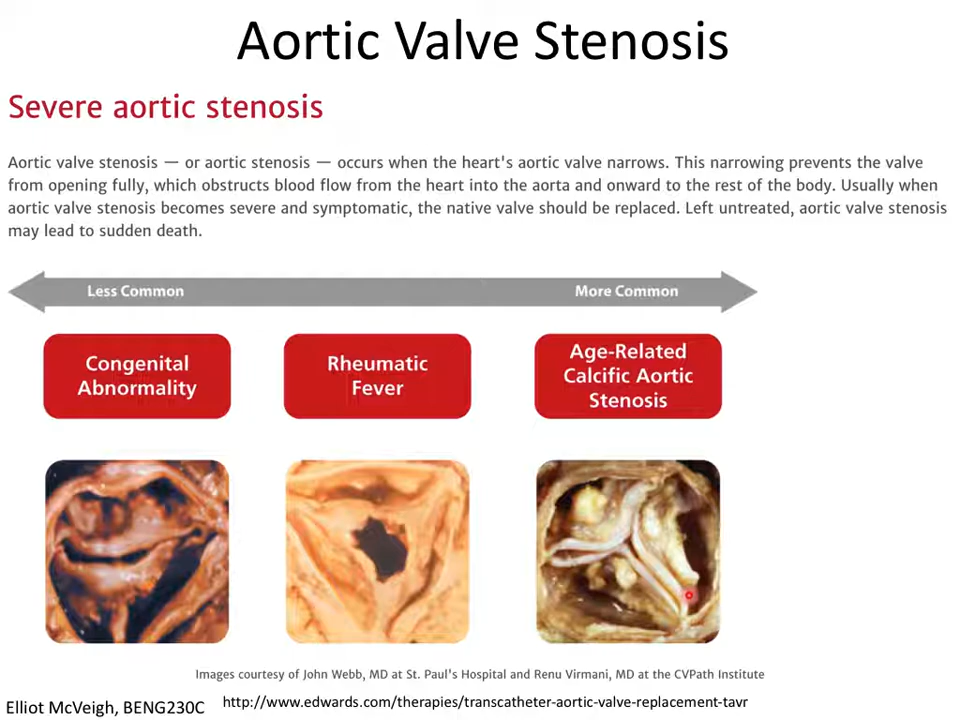 Aortic Valve Stenosis
Severe aortic stenosis
Aortic valve stenosis — or aortic stenosis — occurs when the heart's aortic valve narrows. This narrowing prevents the valve
from opening fully, which obstructs blood flow from the heart into the aorta and onward to the rest of the body. Usually when
aortic valve stenosis becomes severe and symptomatic, the native valve should be replaced. Left untreated, aortic valve stenosis
may lead to sudden death.
Less Common
More Common
Congenital
Abnormality
Rheumatic
Fever
Age-Related
Calcific Aortic
Stenosis
Images courtesy of John Webb, MD at St. Paul's Hospital and Renu Virmani, MD at the CVPath Institute
Elliot McVeigh, BENG230C
http://www.edwards.com/therapies/transcatheter-aortic-valve-replacement-tavr